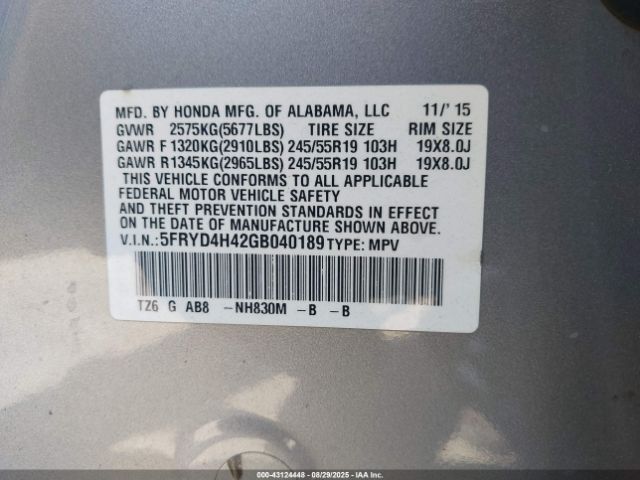 MFD. BY HONDA MFG. OF ALABAMA, LLC 11/'15
GVWR 2575KG(5677LBS) TIRE SIZE RIM SIZE
GAWR F 1320KG(2910LBS) 245/55R19 103H 19X8.0J
GAWR R1345KG(2965LBS) 245/55R19 103H 19X8.0J
THIS VEHICLE CONFORMS TO ALL APPLICABLE
FEDERAL MOTOR VEHICLE SAFETY
AND THEFT PREVENTION STANDARDS IN EFFECT
ON THE DATE OF MANUFACTURE SHOWN ABOVE.
V.I.N.: 5FRYD4H42GB040189 TYPE: MPV
TZ6 G AB8 -NH830M -B -B
000-43124448 - 08/29/2025 - IAA Inc.